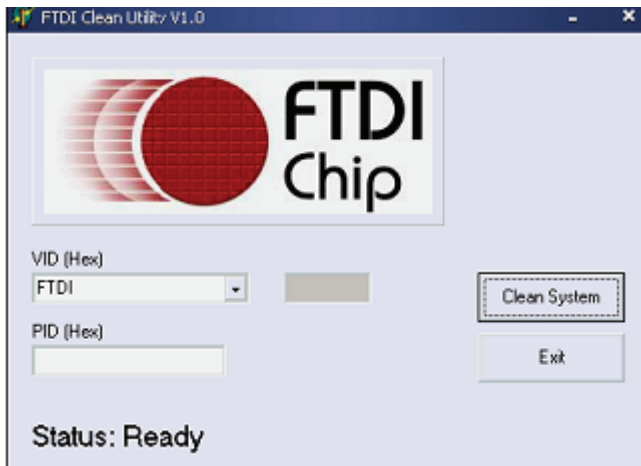 FTDI Clean Utility V1.0
FTDI
Chip
VID (Hex)
FTDI
Clean System
PID (Hex)
Exit
Status: Ready